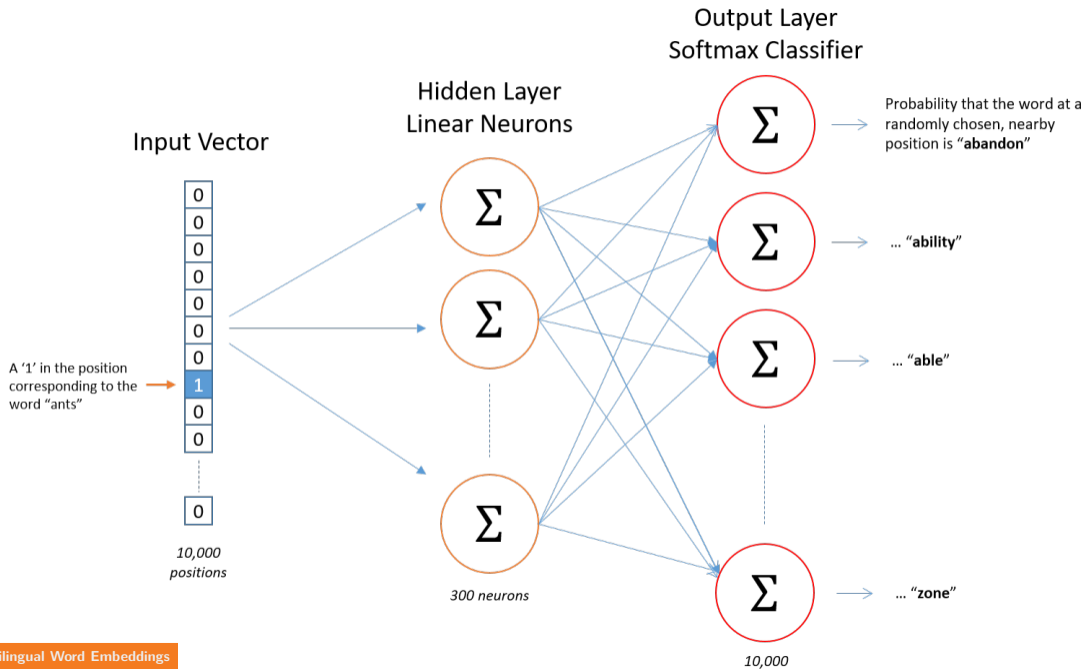 Output Layer
Softmax Classifier
Hidden Layer
Linear Neurons
Input Vector
0
0
0
0
0
0
0
1
0
0
0
A ‘1’ in the position
corresponding to the
word “ants”
10,000
positions
Σ
Σ
Σ
300 neurons
Σ
Σ
Σ
Σ
10,000
Probability that the word at a
randomly chosen, nearby
position is “abandon”
... “ability”
... “able”
... “zone”
ilingual Word Embeddings